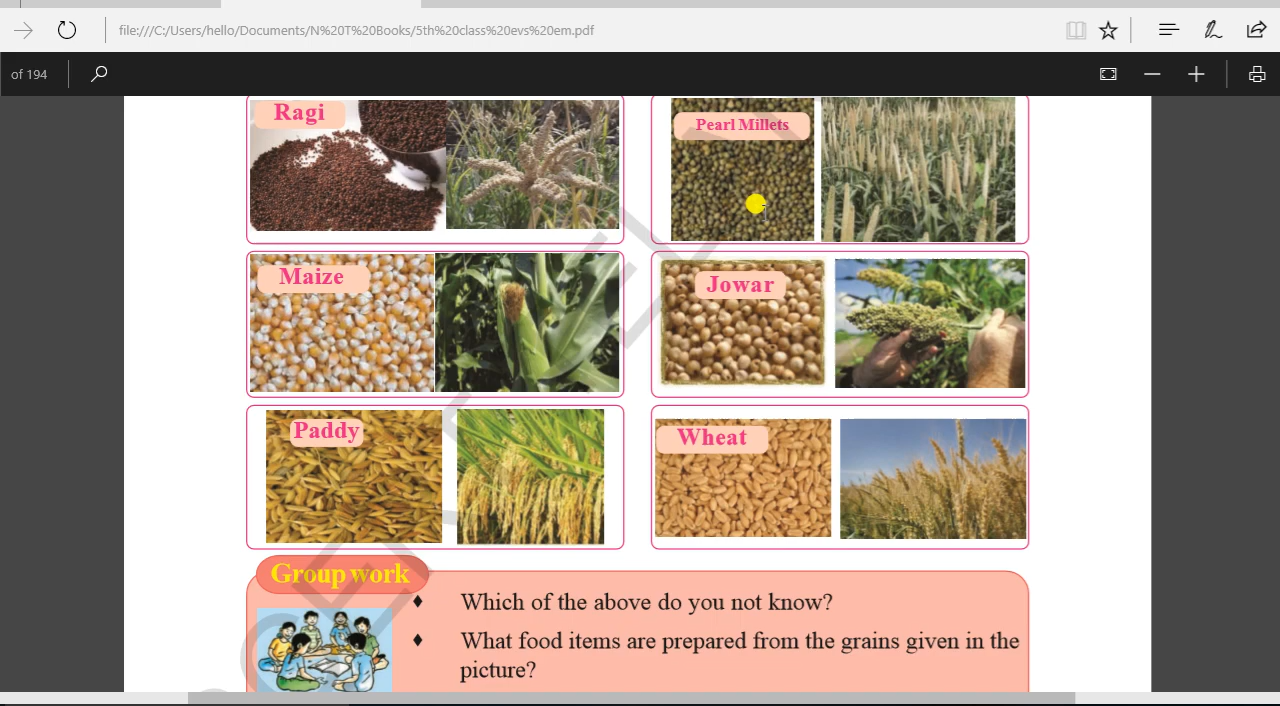 file:///C:/Users/hello/Documents/N%20T%20Books/5th%20class%20evs%20em.pdf
of 194
Ragi
Pearl Millets
Maize
Jowar
Paddy
Wheat
Group work
♦ Which of the above do you not know?
♦ What food items are prepared from the grains given in the
picture?